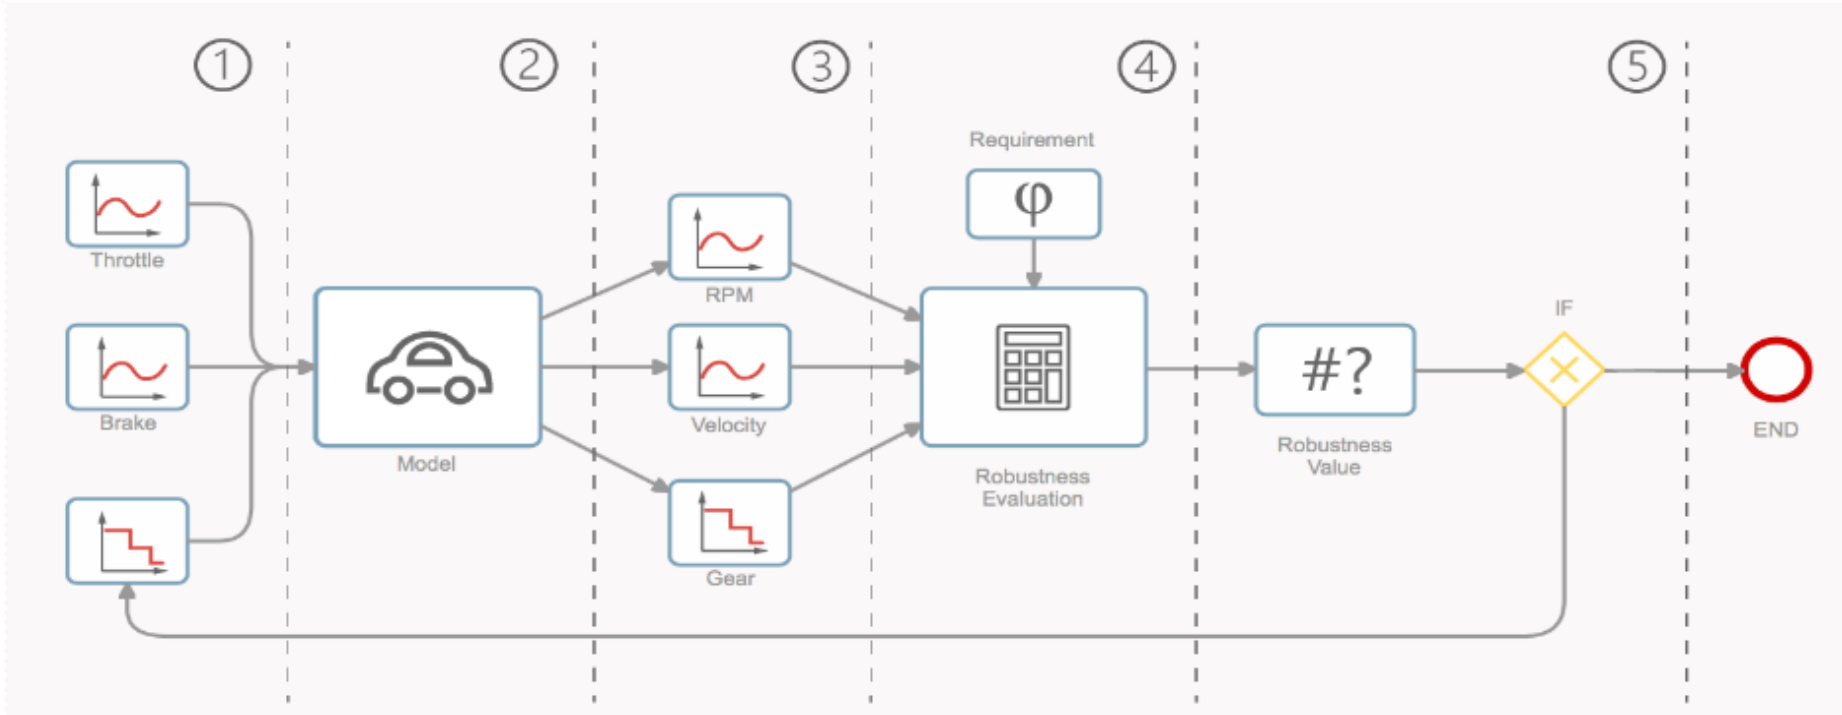 1
2
3
4
5
Requirement
φ
Throttle
RPM
IF
#?
Brake
Velocity
END
Model
Robustness
Value
Robustness
Evaluation
Gear